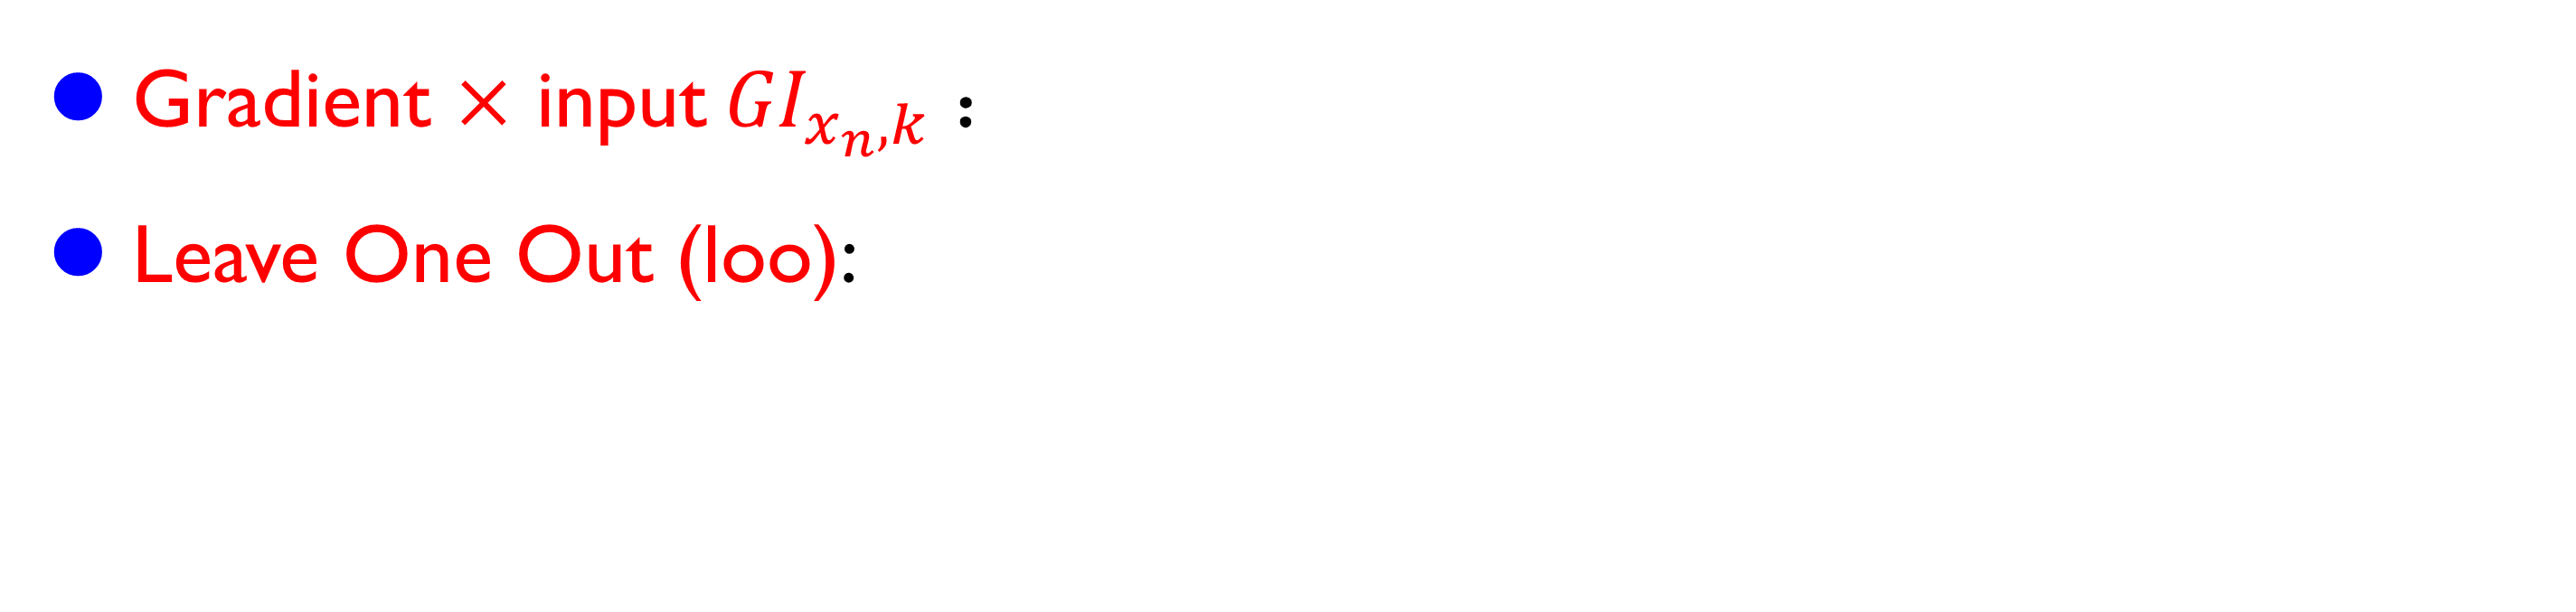 ● Gradient × input $GI_{x_n,k}$ :
● Leave One Out (loo):